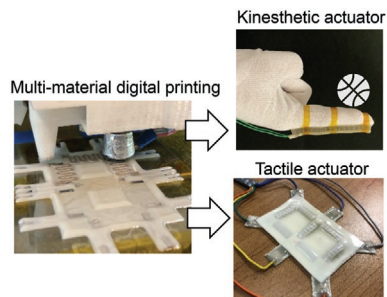 Kinesthetic actuator
Multi-material digital printing
Tactile actuator